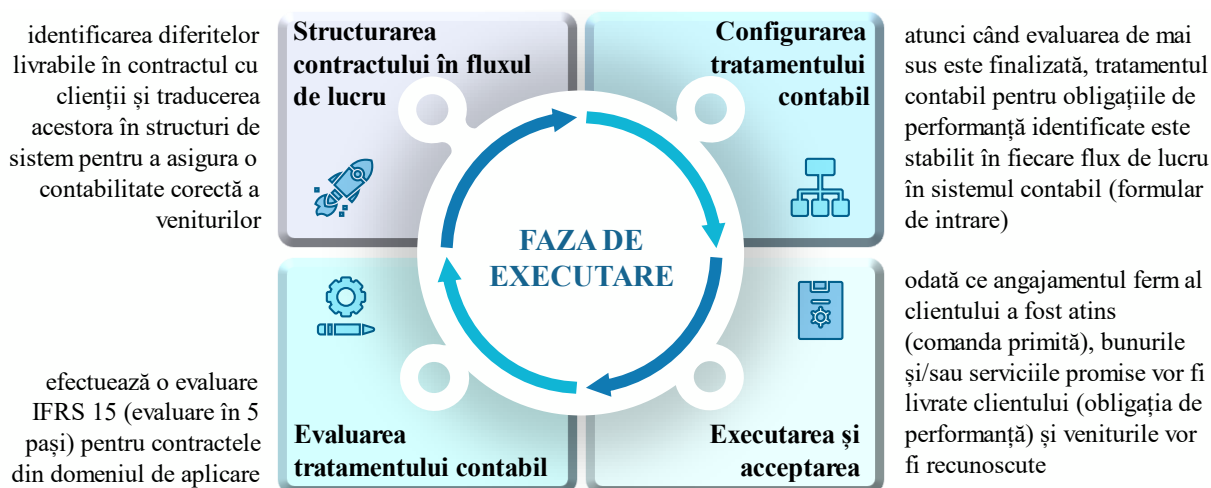 identificarea diferitelor
livrabile în contractul cu
clienții și traducerea
acestora în structuri de
sistem pentru a asigura o
contabilitate corectă a
veniturilor
Structurarea
contractului în fluxul
de lucru
Configurarea
tratamentului
contabil
atunci când evaluarea de mai
sus este finalizată, tratamentul
contabil pentru obligațiile de
performanță identificate este
stabilit în fiecare flux de lucru
în sistemul contabil (formular
de intrare)
FAZA DE
EXECUTARE
efectuează o evaluare
IFRS 15 (evaluare în 5
pași) pentru contractele
din domeniul de aplicare
Evaluarea
tratamentului contabil
Executarea și
acceptarea
odată ce angajamentul ferm al
clientului a fost atins
(comanda primită), bunurile
și/sau serviciile promise vor fi
livrate clientului (obligația de
performanță) și veniturile vor
fi recunoscute